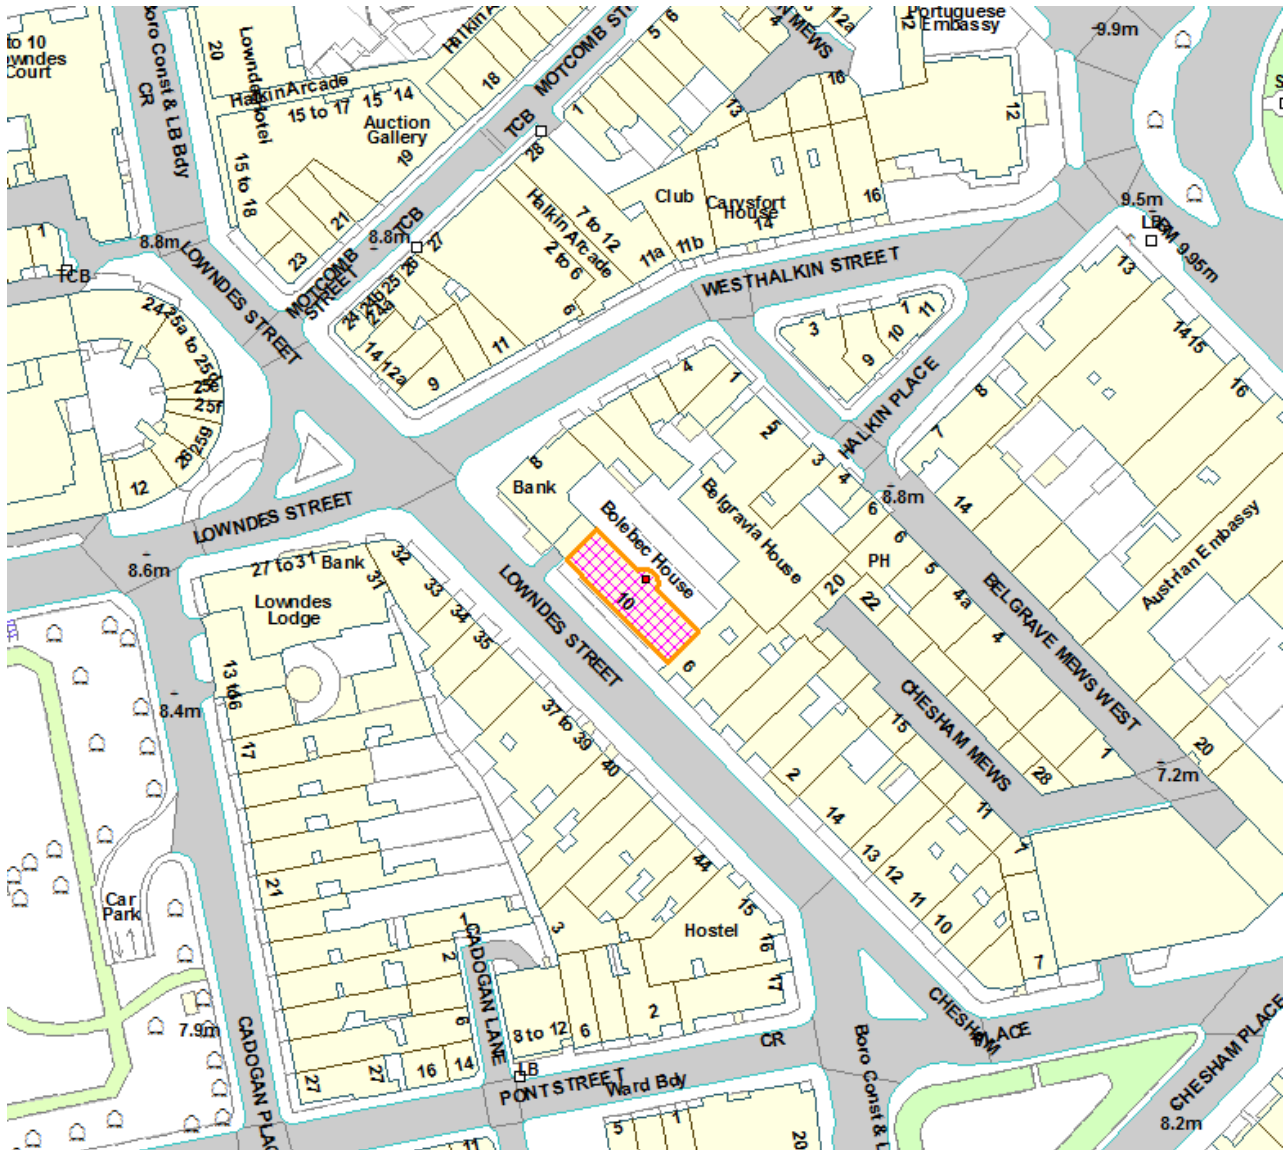 to 10
wndes
Court
Boro Const & LB Bdy
CR
20
Lowndes Hotel
Halkin Arcade
15 to 17
15
14
Auction
Gallery
19
18
15 to 18
21
23
MOTCOMB ST
TCB
5
6
4
12a
N MEWS
16
13
1
28
12
Portuguese
Embassy
12
9.9m
Halkin Arcade
2 to 6
7 to 12
Club
Carysfort
House
14
16
11a
11b
6
11
9
12a
14
24
24a
24b
25
26
27
TCB
8.8m
MOTCOMB
STREET
8.8m
1
TCB
LOWNDES STREET
24
25a to 25d
25e
25f
25g
26
12
WESTHALKIN STREET
9.5m
LB
BM 9.95m
13
1415
16
3
1
11
10
9
HALKIN PLACE
8
7
14
4
1
5
2
3
4
8
Bank
Bolebec House
10
Belgravia House
8.8m
6
6
PH
5
4a
4
20
22
BELGRAVE MEWS WEST
Austrian Embassy
1
20
7.2m
LOWNDES STREET
8.6m
27 to 31
Bank
31
32
33
34
35
Lowndes
Lodge
13 to 16
17
8.4m
LOWNDES STREET
6
37 to 39
40
2
14
13
12
11
10
CHESHAM MEWS
15
28
11
7
44
15
16
17
Hostel
21
Car
Park
7.9m
CADOGAN PLAC
27
27
16
14
1
2
6
CADOGAN LANE
3
8 to 12
6
2
LB
PONT STREET
Ward Bdy
CR
Boro Const & L
CHESHAM
PLACE
CHESHAM PLACE
8.2m
11
5
1
20